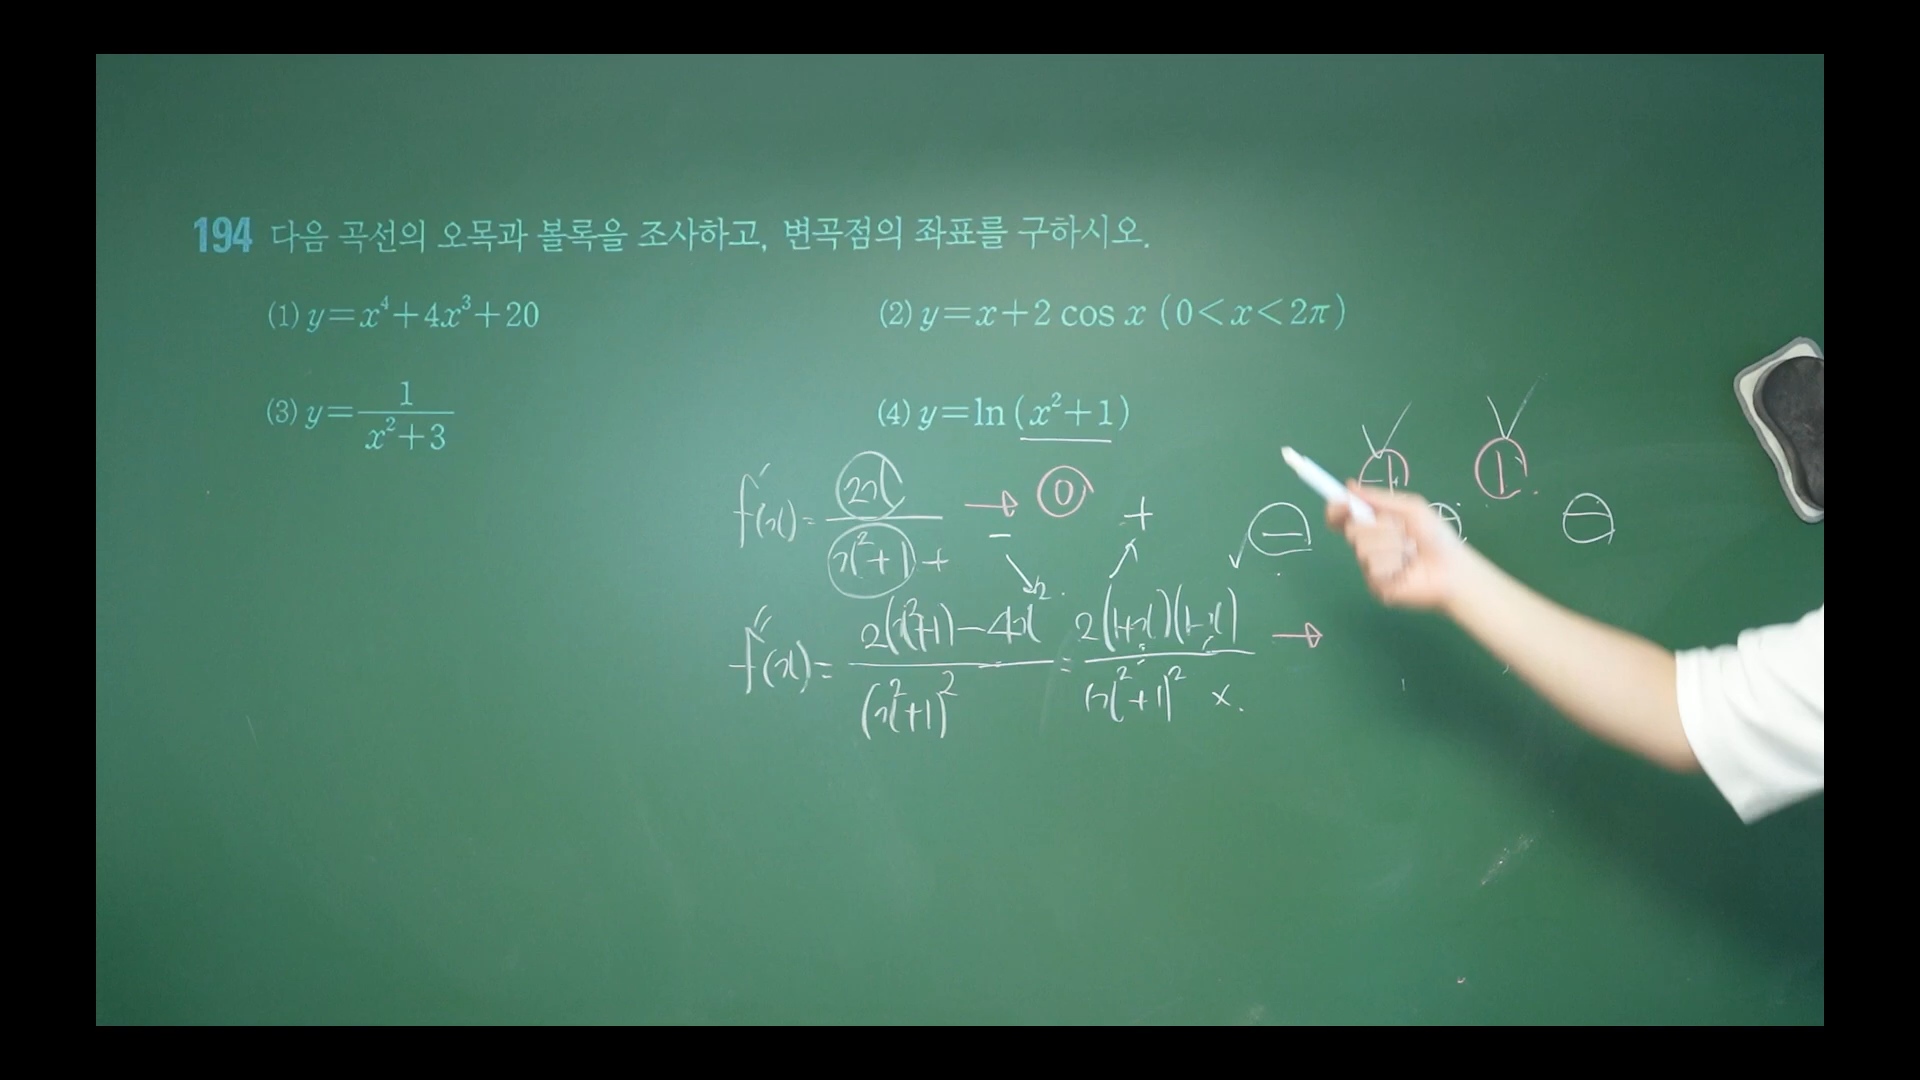 194 다음 곡선의 오목과 볼록을 조사하고, 변곡점의 좌표를 구하시오.
(1) y=x⁴+4x³+20
(2) y=x+2 cos x (0<x<2π)
(3) y=1/(x²+3)
(4) y=ln(x²+1)
f'(x)= 2x/(x²+1) → 0
+ − +
f''(x)= (2(x²+1)−4x²)/(x²+1)² = 2(1+x)(1−x)/(x²+1)² →
x.
−1 1
− + −